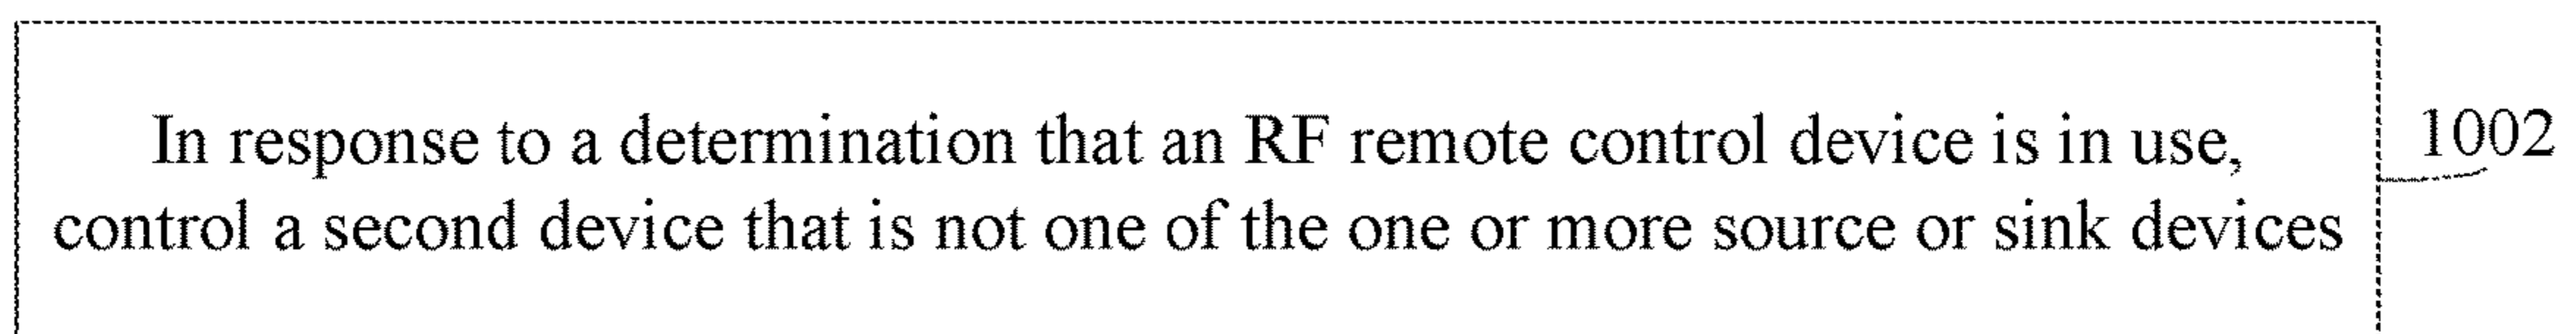 In response to a determination that an RF remote control device is in use,
control a second device that is not one of the one or more source or sink devices
1002